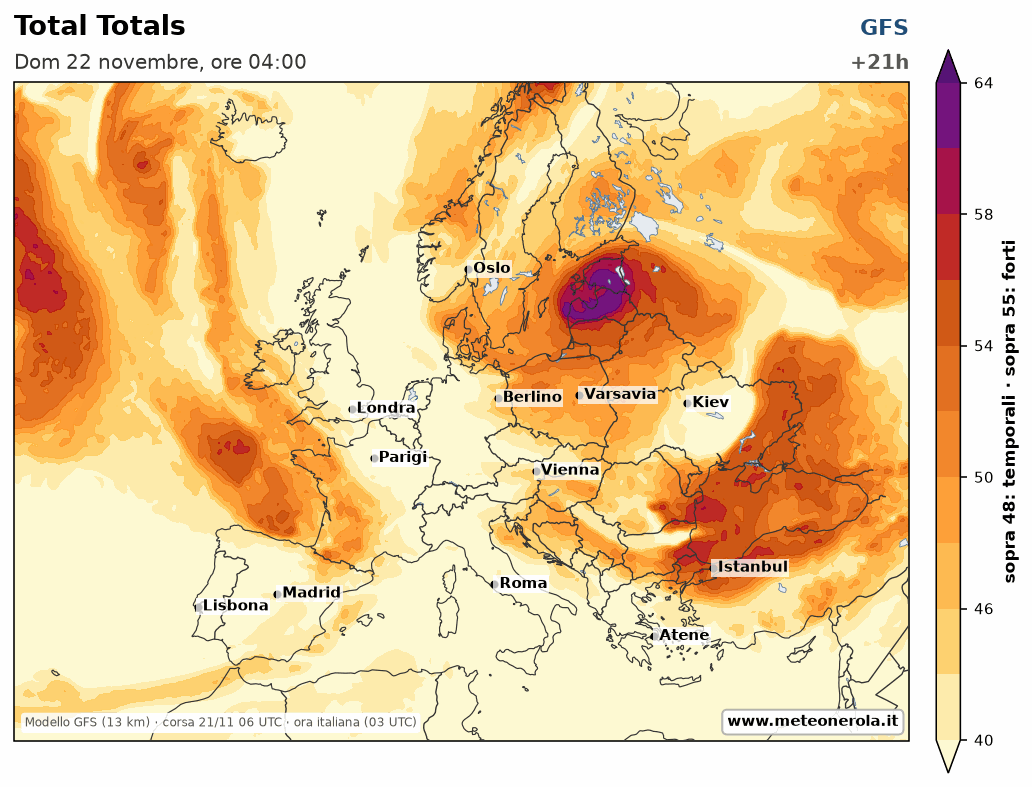 Total Totals
GFS
Dom 22 novembre, ore 04:00
+21h
64
58
54
50
46
40
sopra 48: temporali · sopra 55: forti
Oslo
Berlino
Varsavia
Kiev
Londra
Parigi
Vienna
Istanbul
Roma
Madrid
Lisbona
Atene
Modello GFS (13 km) · corsa 21/11 06 UTC · ora italiana (03 UTC)
www.meteonerola.it